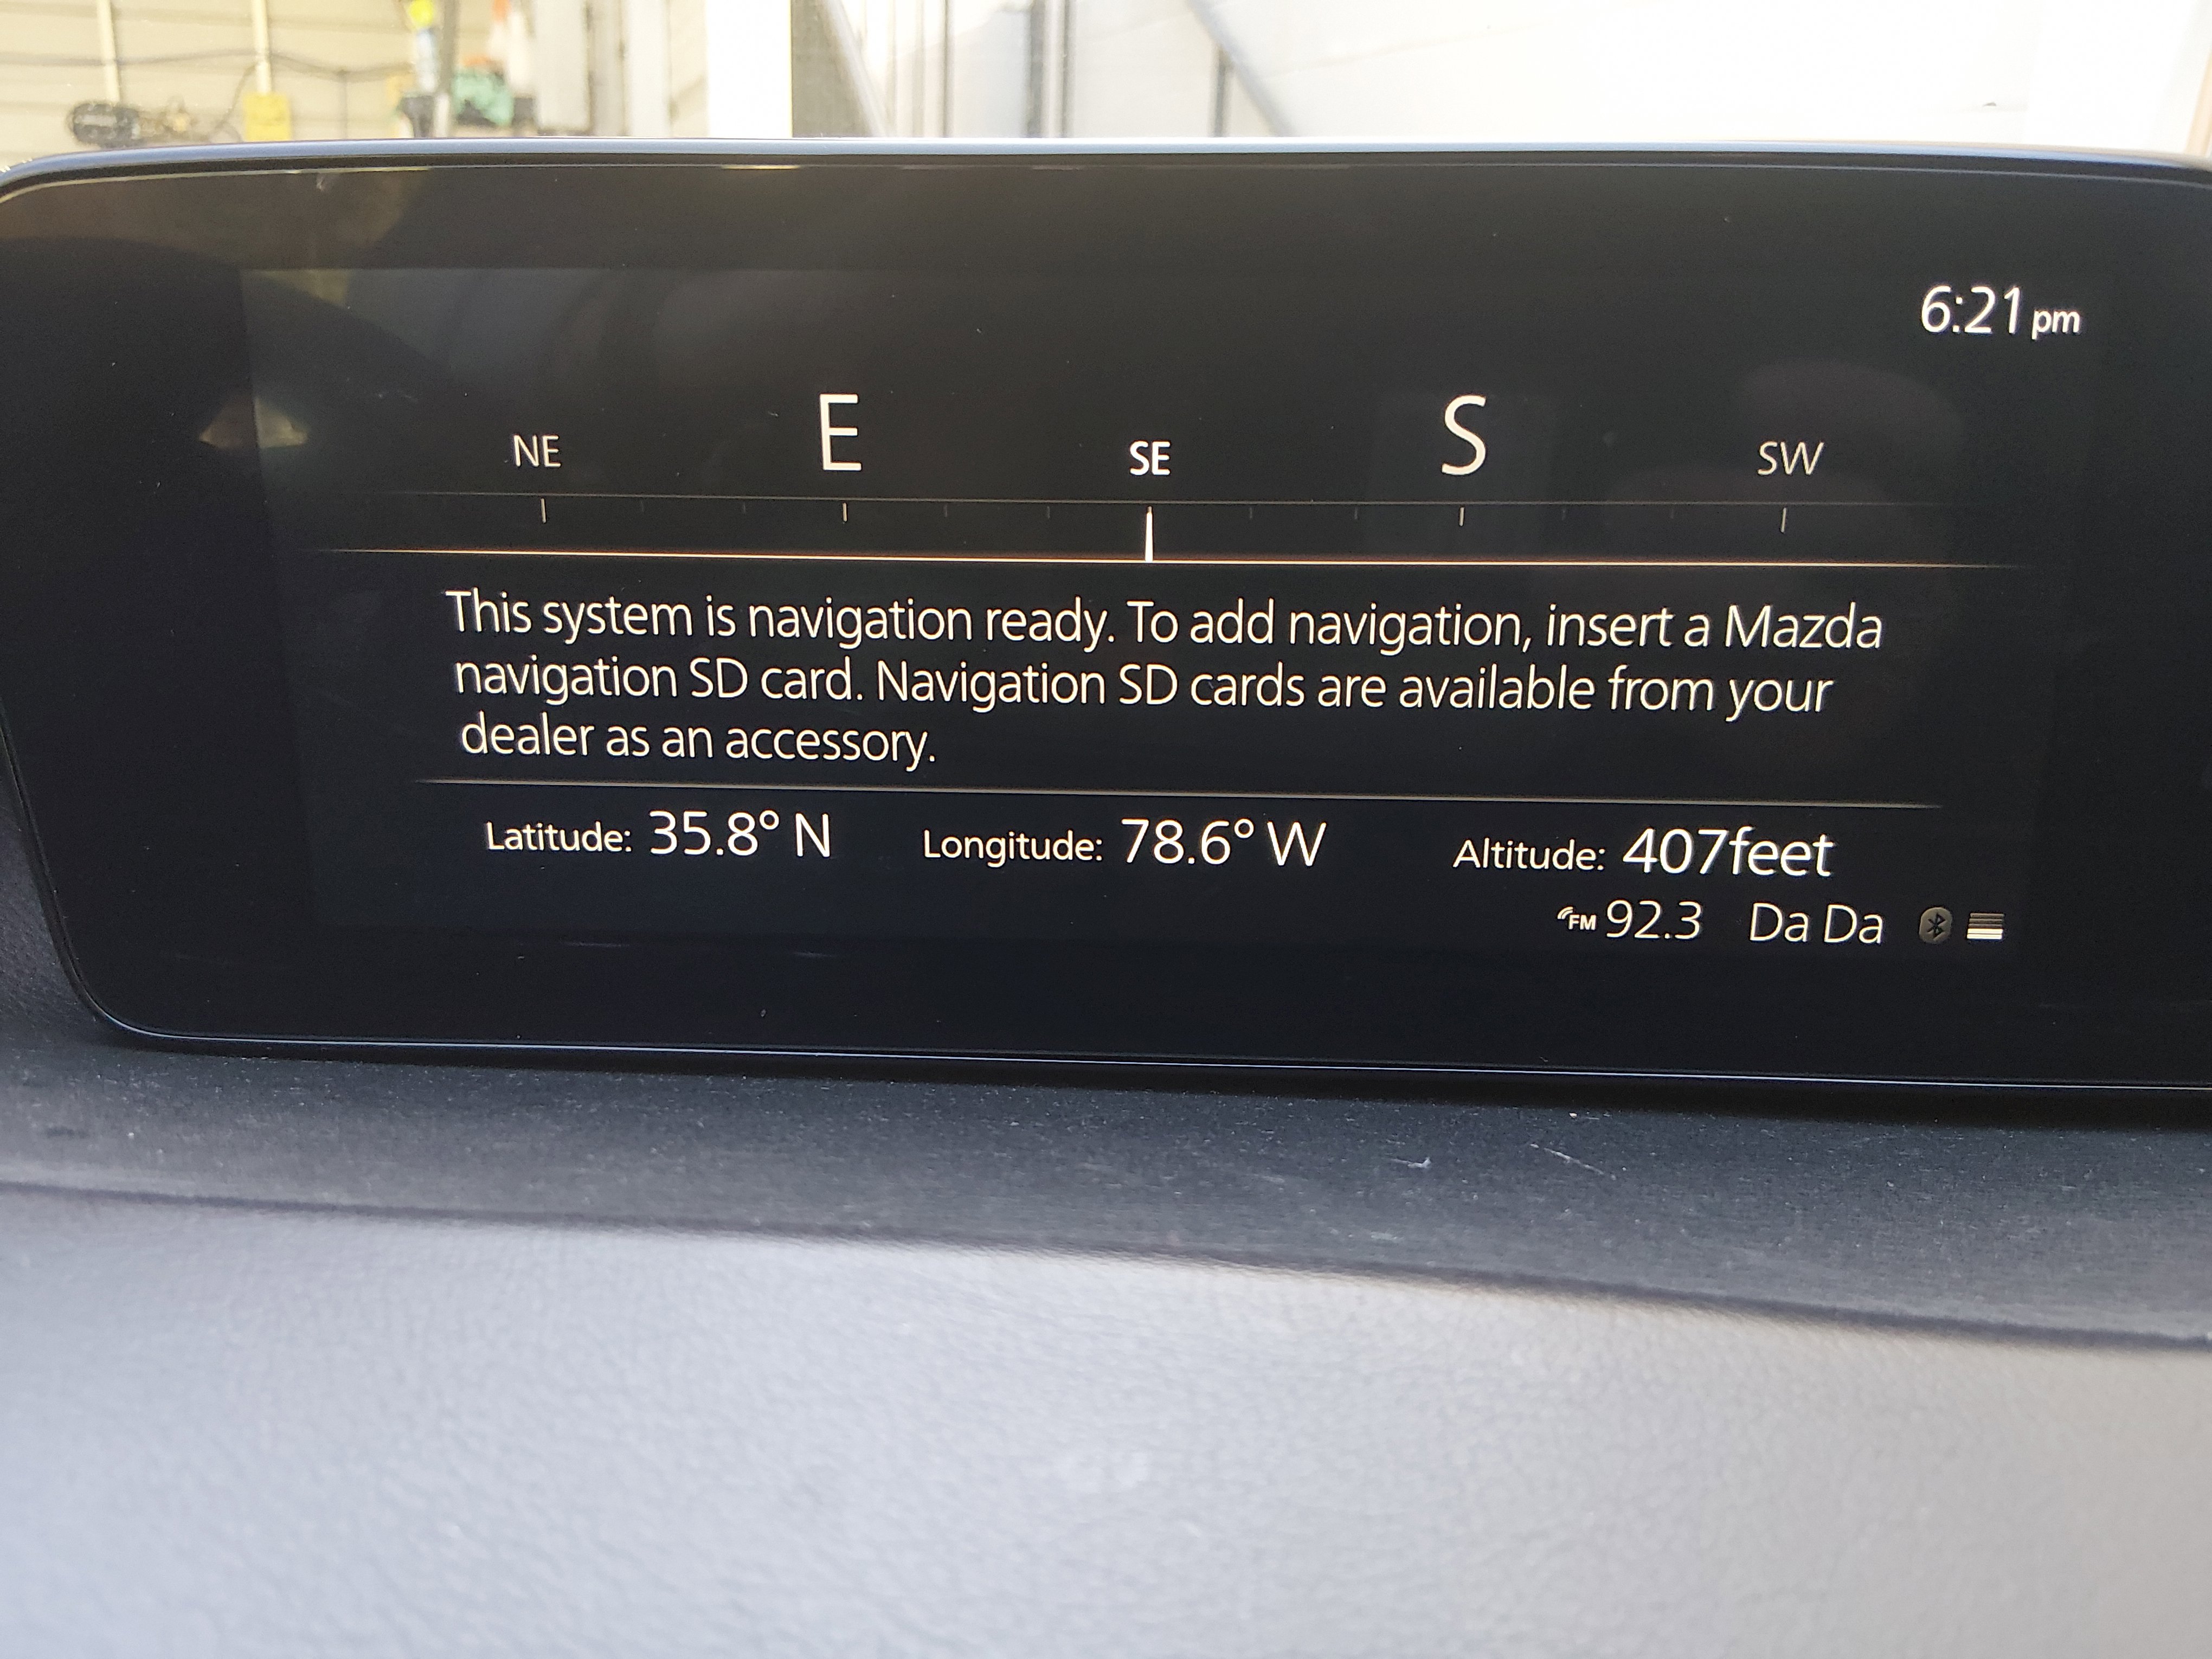 6:21 pm
NE E SE S SW
This system is navigation ready. To add navigation, insert a Mazda
navigation SD card. Navigation SD cards are available from your
dealer as an accessory.
Latitude: 35.8° N Longitude: 78.6° W Altitude: 407feet
FM 92.3 Da Da